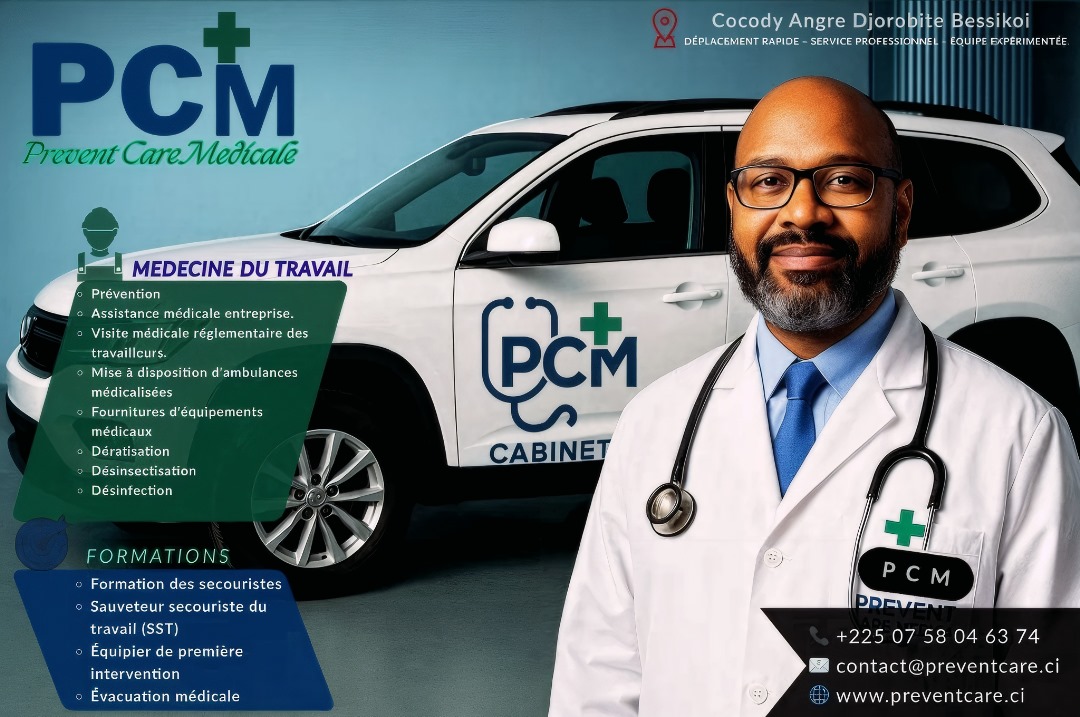 PCM
Prevent Care Medicale
Cocody Angre Djorobite Bessikoi
DÉPLACEMENT RAPIDE – SERVICE PROFESSIONNEL – ÉQUIPE EXPÉRIMENTÉE.
MEDECINE DU TRAVAIL
Prévention
Assistance médicale entreprise.
Visite médicale réglementaire des
travailleurs.
Mise à disposition d'ambulances
médicalisées
Fournitures d'équipements
médicaux
Dératisation
Désinsectisation
Désinfection
PCM
CABINET
FORMATIONS
Formation des secouristes
Sauveteur secouriste du
travail (SST)
Équipier de première
intervention
Évacuation médicale
PCM
PREVENT
+225 07 58 04 63 74
contact@preventcare.ci
www.preventcare.ci